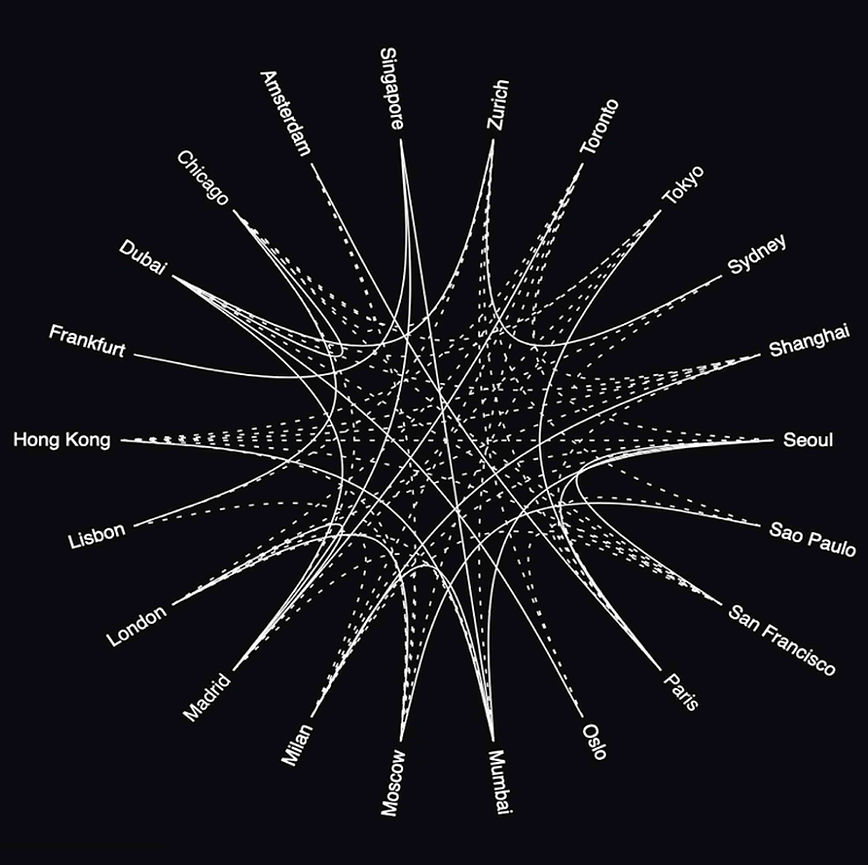 Singapore
Zurich
Toronto
Tokyo
Sydney
Shanghai
Seoul
Sao Paulo
San Francisco
Paris
Oslo
Mumbai
Moscow
Milan
Madrid
London
Lisbon
Hong Kong
Frankfurt
Dubai
Chicago
Amsterdam